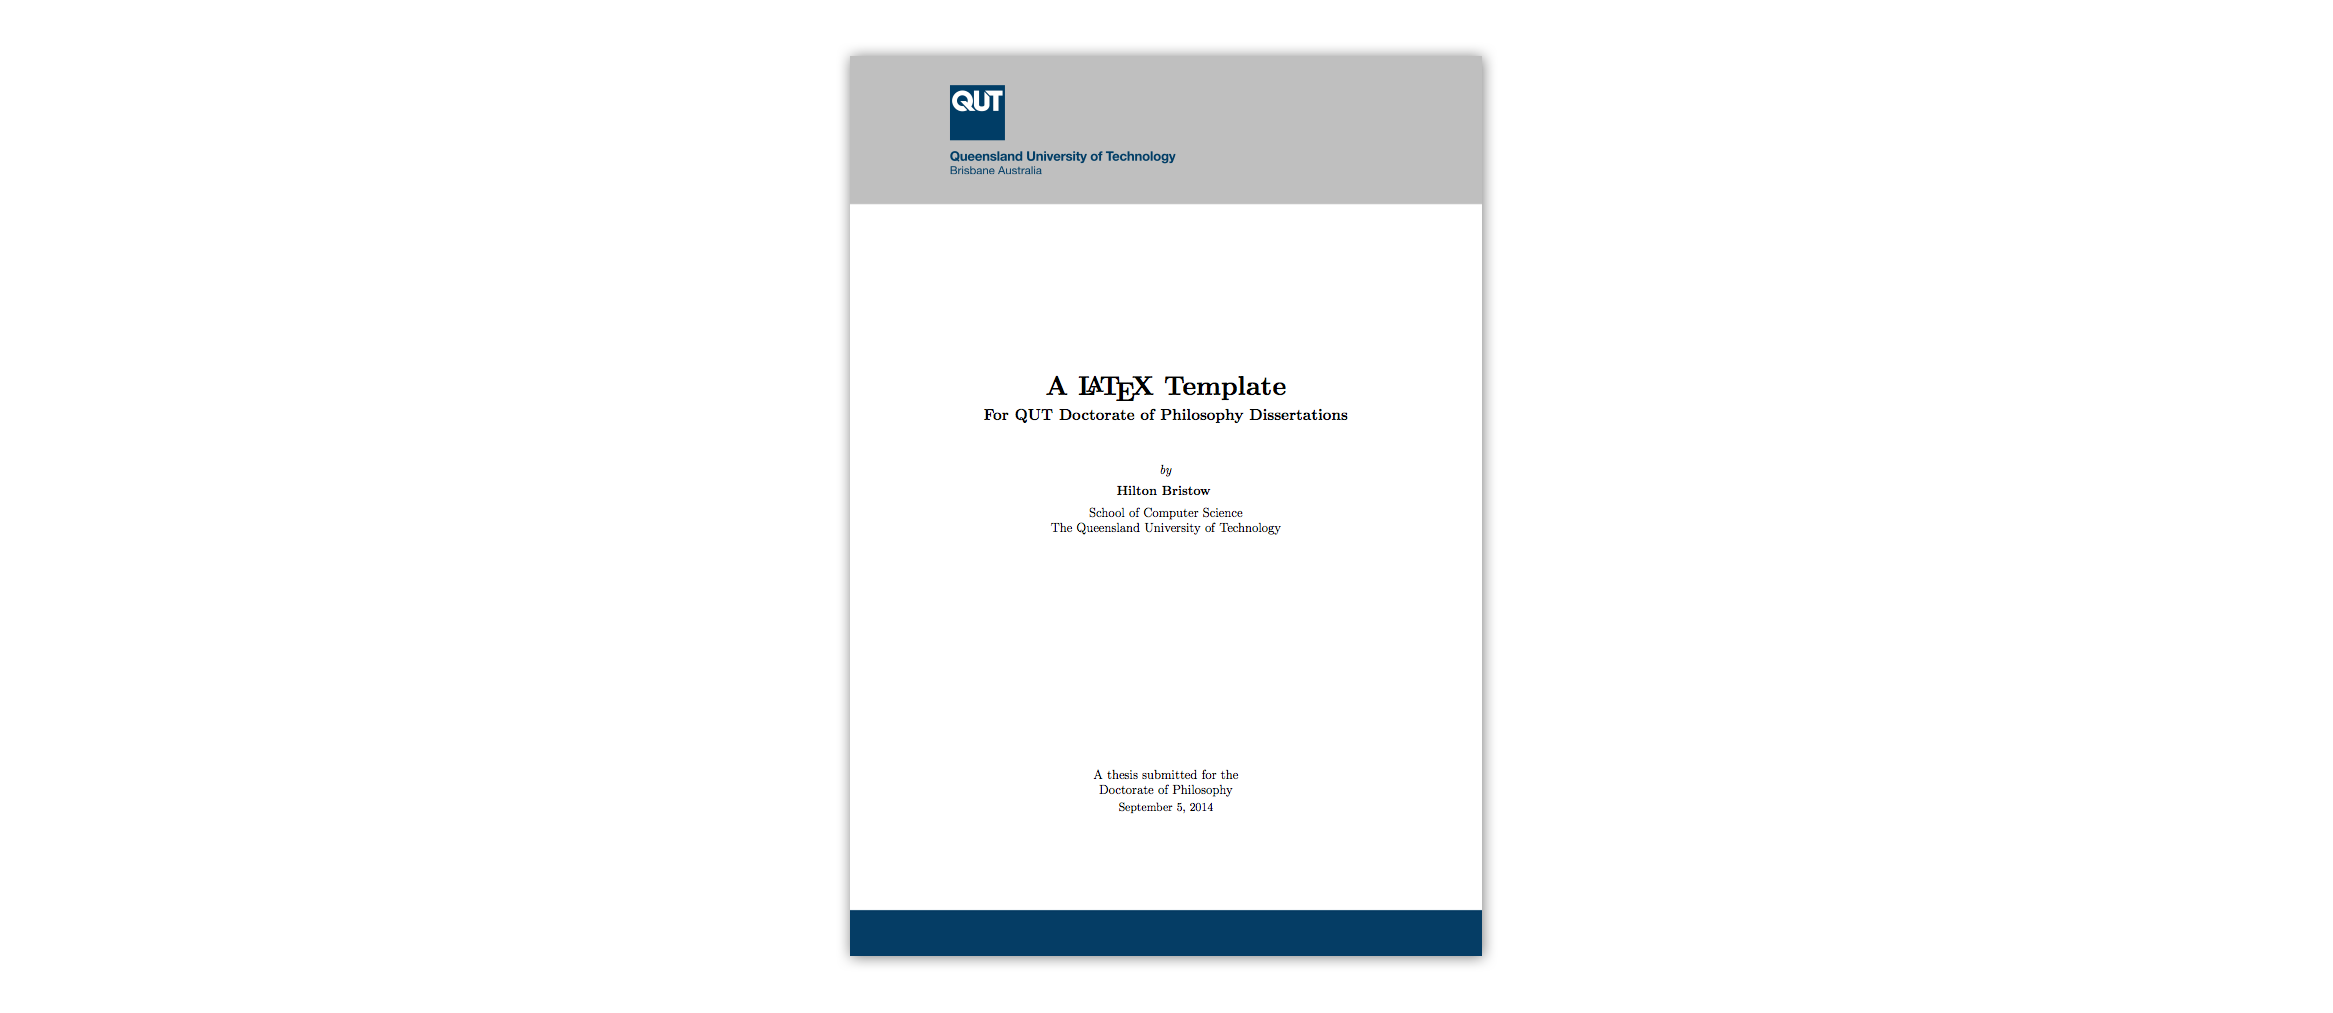 QUT
Queensland University of Technology
Brisbane Australia
A LATEX Template
For QUT Doctorate of Philosophy Dissertations
by
Hilton Bristow
School of Computer Science
The Queensland University of Technology
A thesis submitted for the
Doctorate of Philosophy
September 5, 2014